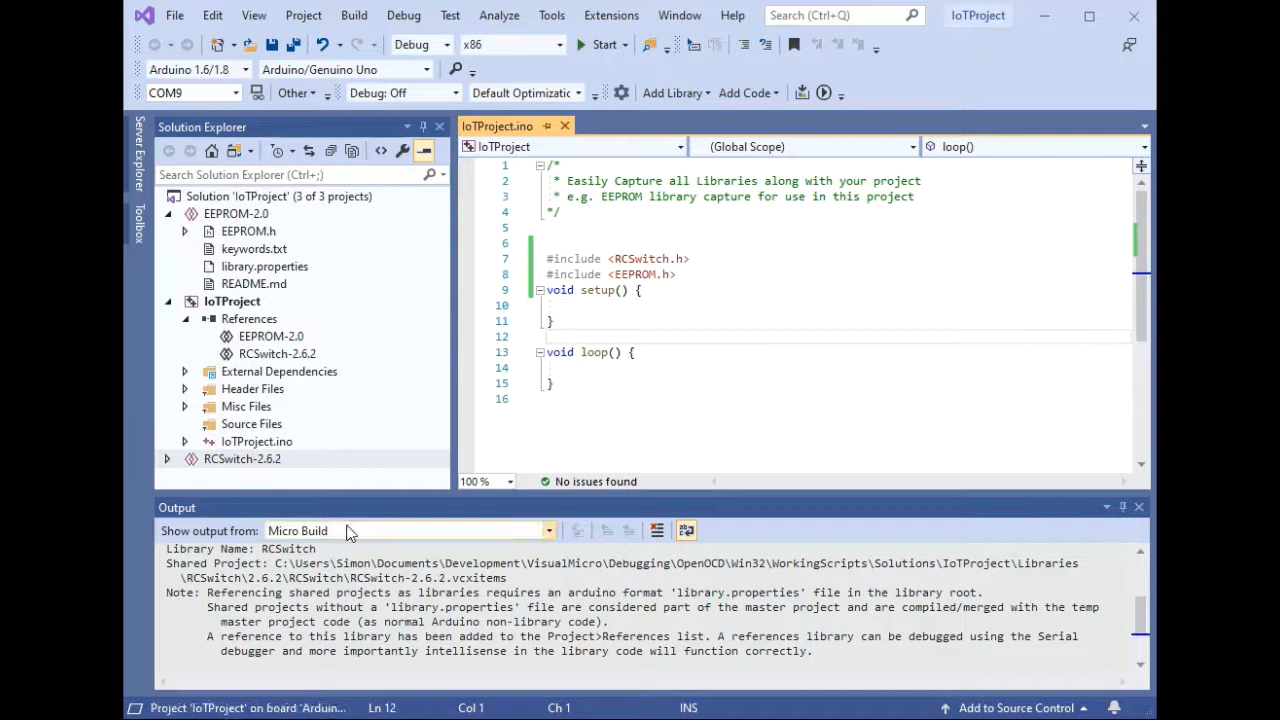 File Edit View Project Build Debug Test Analyze Tools Extensions Window Help Search (Ctrl+Q) IoTProject
Debug x86 Start
Arduino 1.6/1.8 Arduino/Genuino Uno
COM9 Other Debug: Off Default Optimizatic Add Library Add Code
Server Explorer
Toolbox
Solution Explorer
Search Solution Explorer (Ctrl+;)
Solution 'IoTProject' (3 of 3 projects)
EEPROM-2.0
EEPROM.h
keywords.txt
library.properties
README.md
IoTProject
References
EEPROM-2.0
RCSwitch-2.6.2
External Dependencies
Header Files
Misc Files
Source Files
IoTProject.ino
RCSwitch-2.6.2
IoTProject.ino
IoTProject (Global Scope) loop()
1 /*
2 * Easily Capture all Libraries along with your project
3 * e.g. EEPROM library capture for use in this project
4 */
5
6
7 #include <RCSwitch.h>
8 #include <EEPROM.h>
9 void setup() {
10
11 }
12
13 void loop() {
14
15 }
16
100 % No issues found
Output
Show output from: Micro Build
Library Name: RCSwitch
Shared Project: C:\Users\Simon\Documents\Development\VisualMicro\Debugging\OpenOCD\Win32\WorkingScripts\Solutions\IoTProject\Libraries
\RCSwitch\2.6.2\RCSwitch\RCSwitch-2.6.2.vcxitems
Note: Referencing shared projects as libraries requires an arduino format 'library.properties' file in the library root.
Shared projects without a 'library.properties' file are considered part of the master project and are compiled/merged with the temp
master project code (as normal Arduino non-library code).
A reference to this library has been added to the Project>References list. A references library can be debugged using the Serial
debugger and more importantly intellisense in the library code will function correctly.
Project 'IoTProject' on board 'Arduin... Ln 12 Col 1 Ch 1 INS Add to Source Control